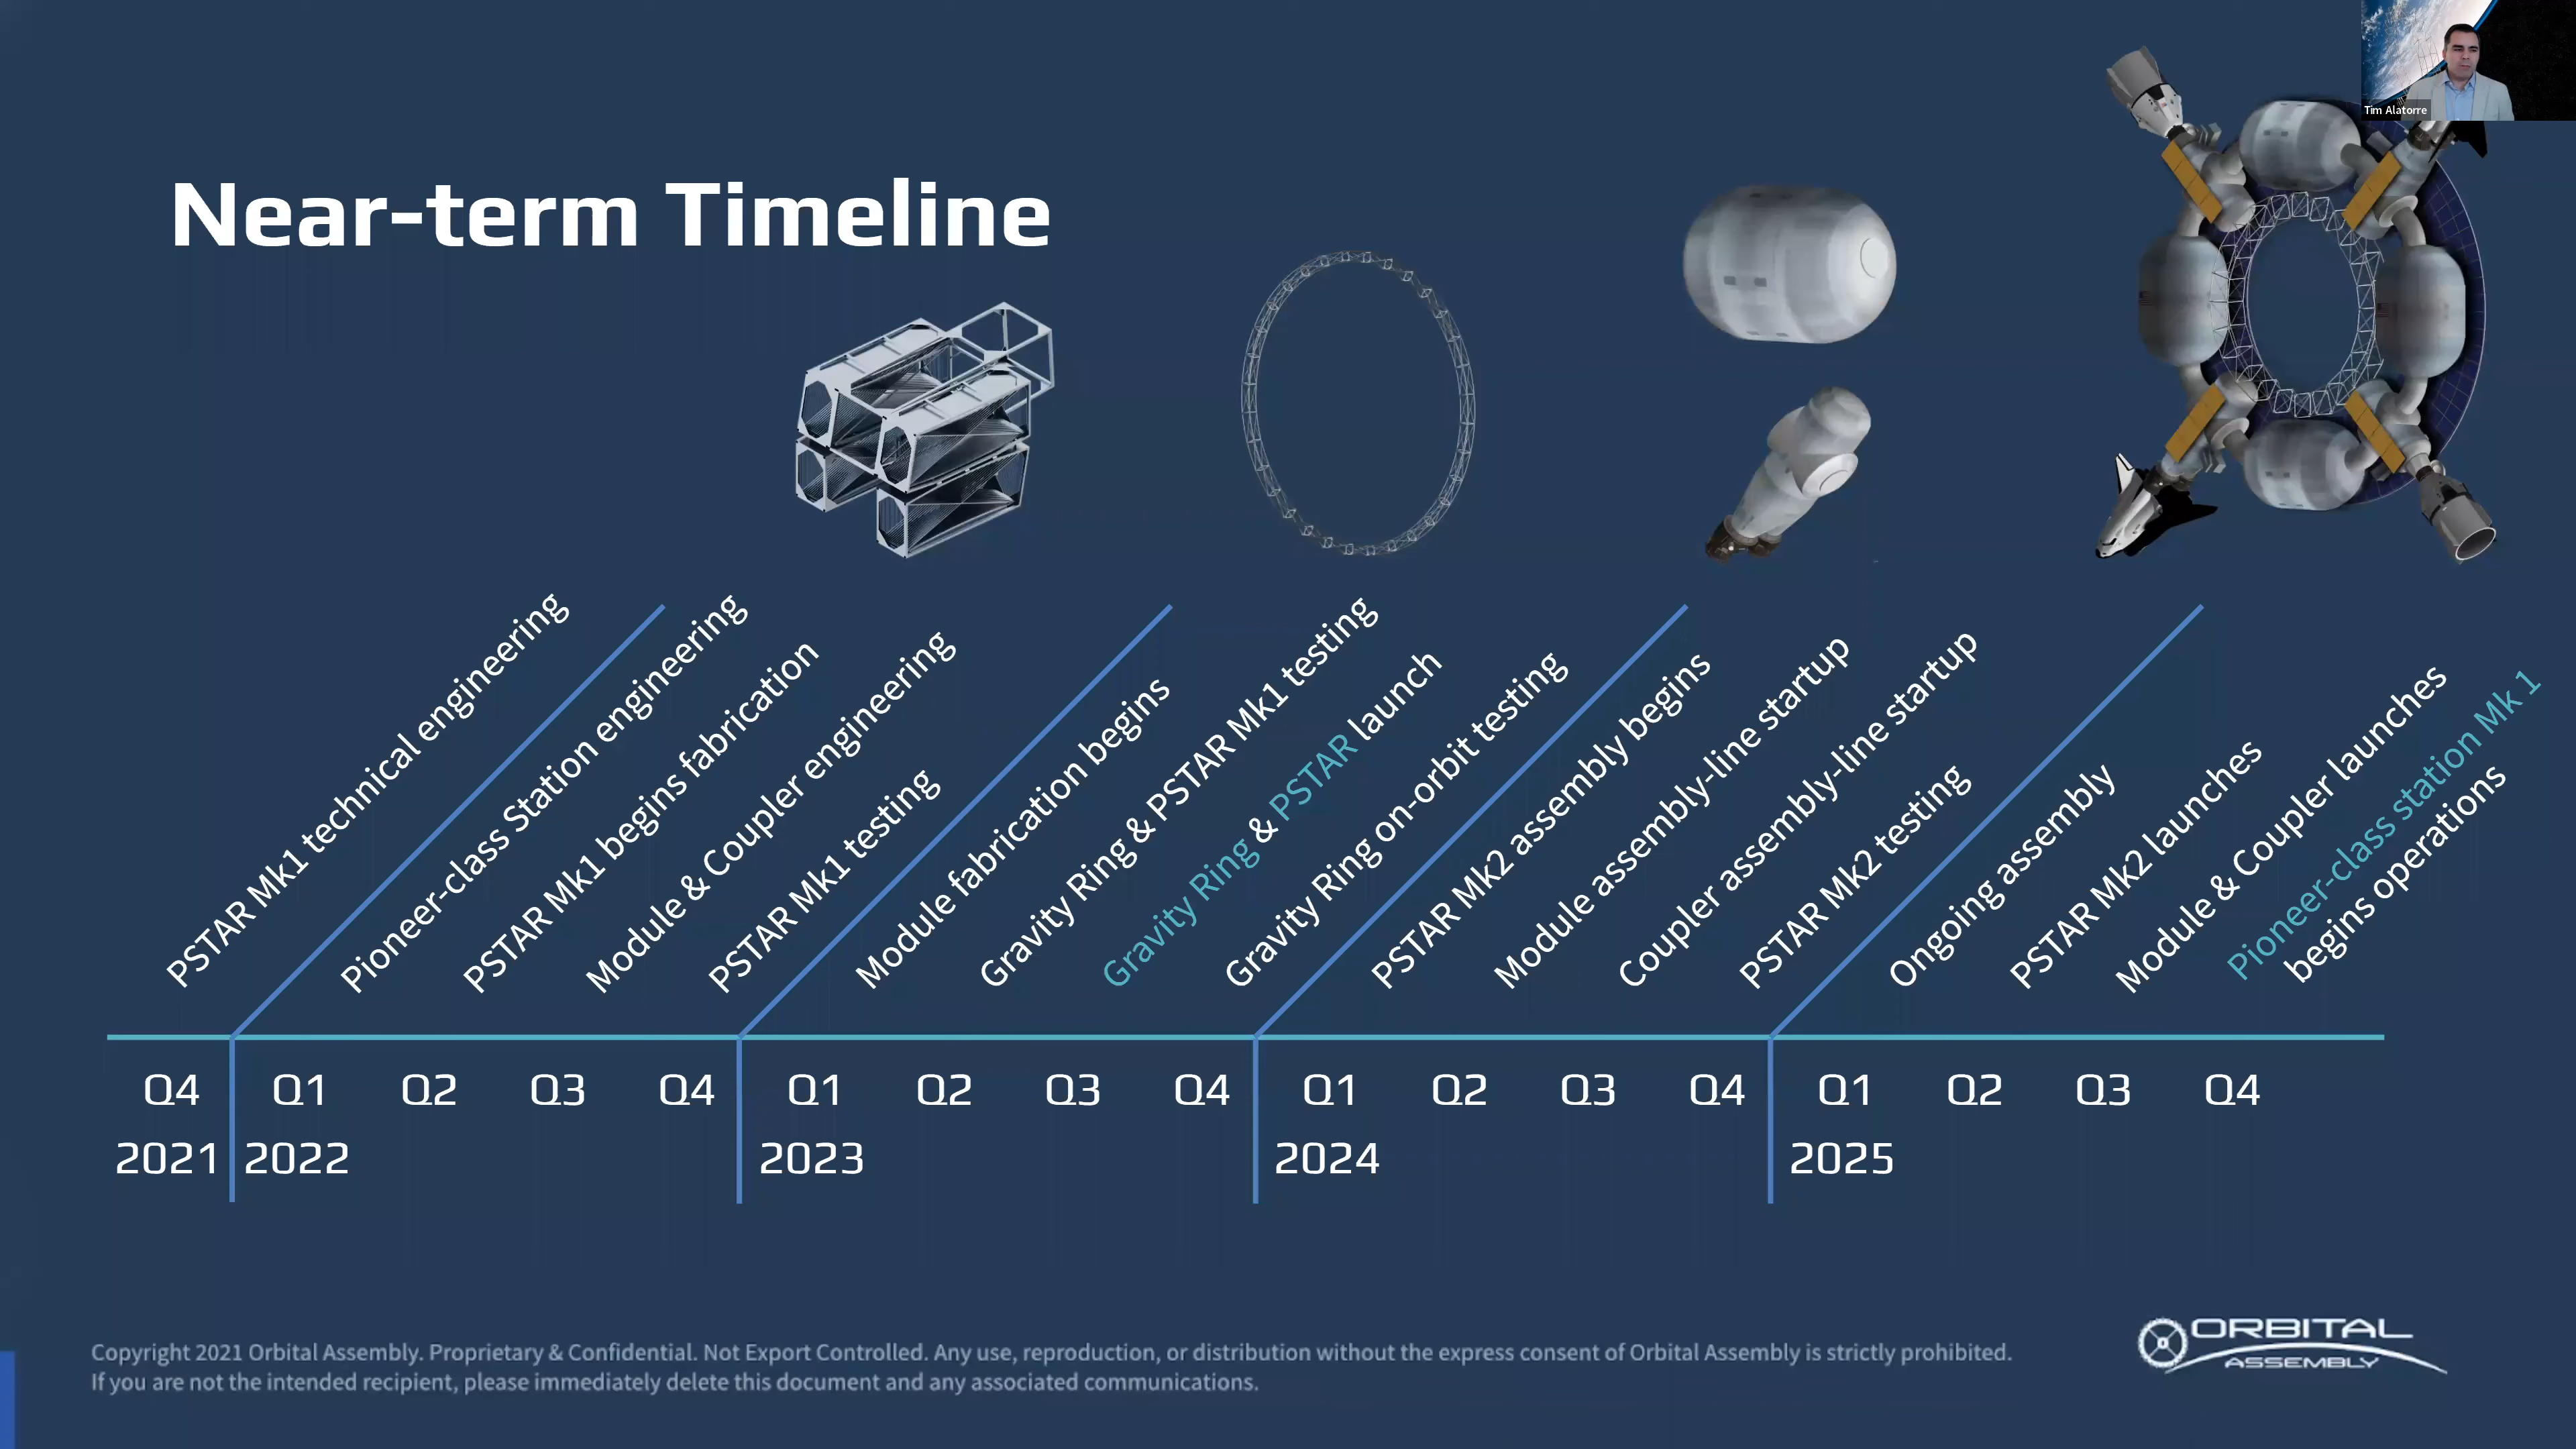 Tim Alatorre
Near-term Timeline
PSTAR Mk1 technical engineering
Pioneer-class Station engineering
PSTAR Mk1 begins fabrication
Module & Coupler engineering
PSTAR Mk1 testing
Module fabrication begins
Gravity Ring & PSTAR Mk1 testing
Gravity Ring & PSTAR launch
Gravity Ring on-orbit testing
PSTAR Mk2 assembly begins
Module assembly-line startup
Coupler assembly-line startup
PSTAR Mk2 testing
Ongoing assembly
PSTAR Mk2 launches
Module & Coupler launches
Pioneer-class station Mk 1
begins operations
Q4 Q1 Q2 Q3 Q4 Q1 Q2 Q3 Q4 Q1 Q2 Q3 Q4 Q1 Q2 Q3 Q4
2021 2022 2023 2024 2025
Copyright 2021 Orbital Assembly. Proprietary & Confidential. Not Export Controlled. Any use, reproduction, or distribution without the express consent of Orbital Assembly is strictly prohibited.
If you are not the intended recipient, please immediately delete this document and any associated communications.
ORBITAL
ASSEMBLY